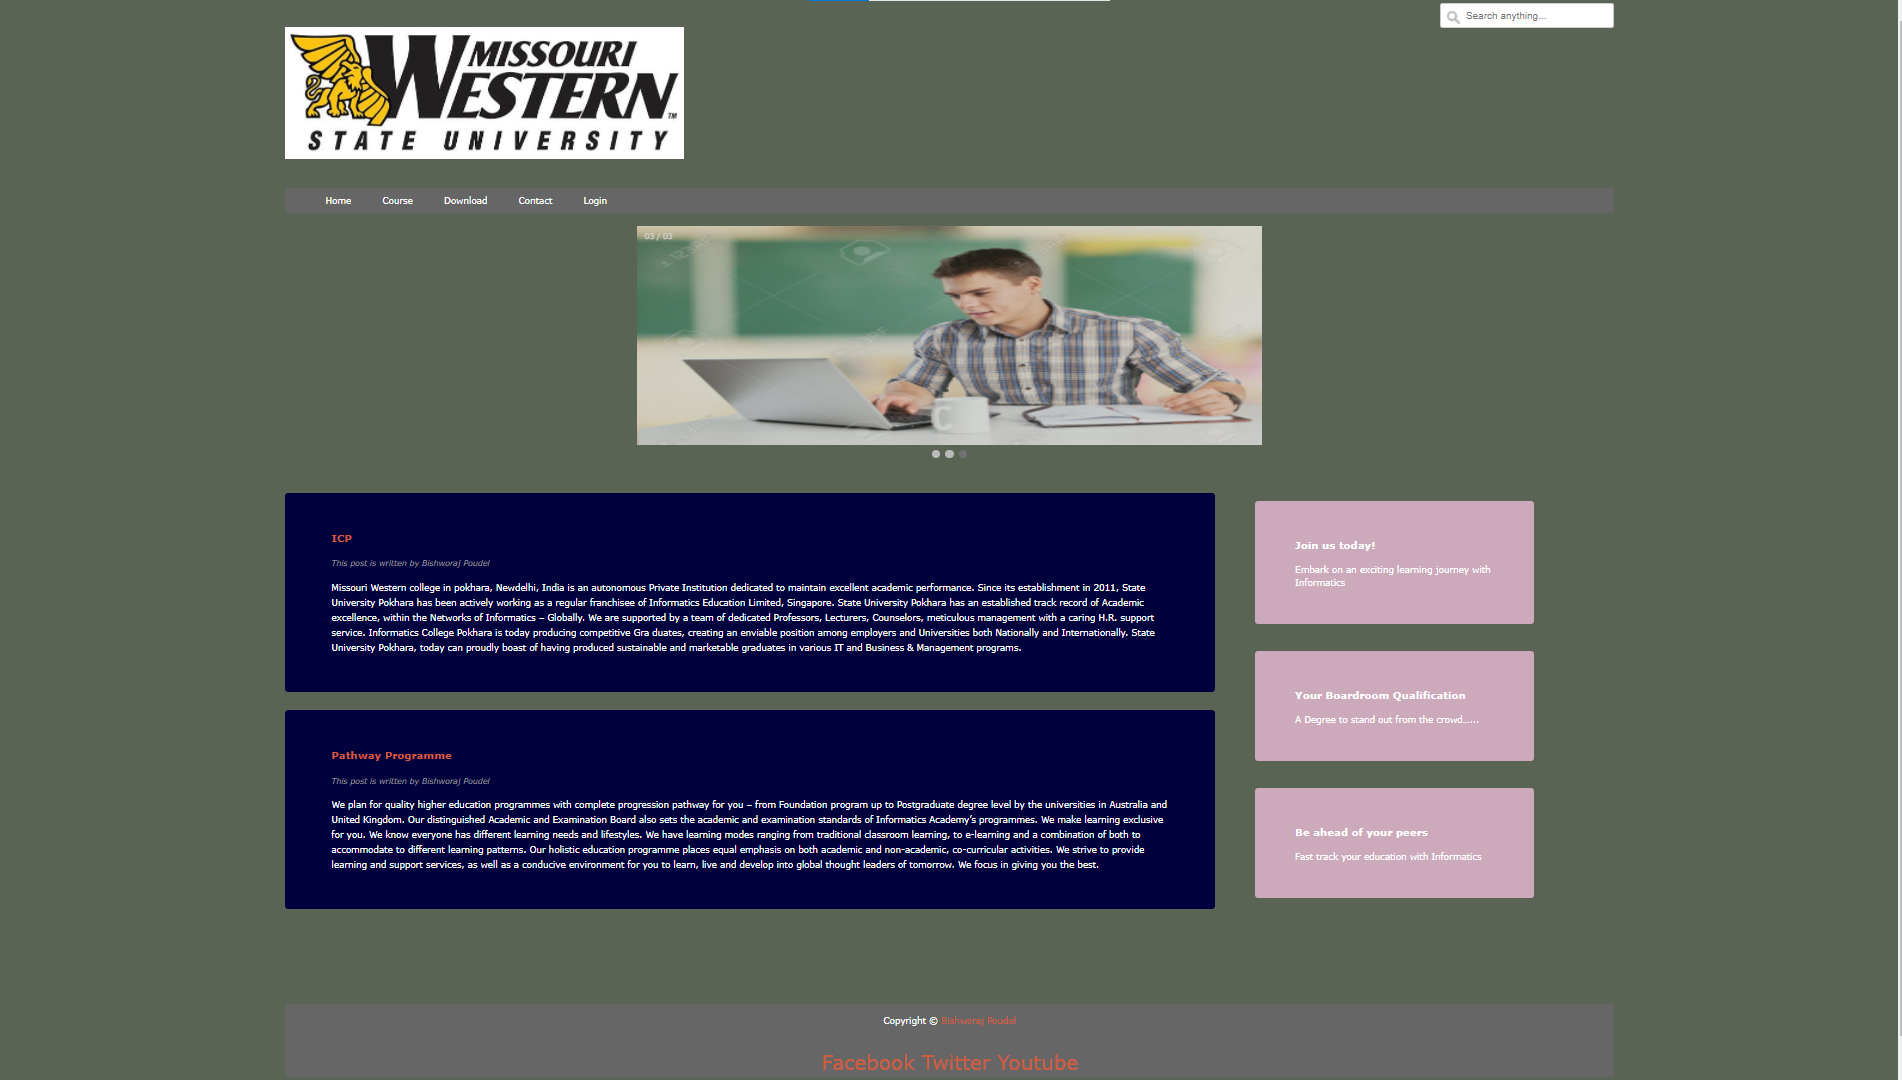 Search anything...
MISSOURI
WESTERN™
STATE UNIVERSITY
Home Course Download Contact Login
03 / 03
123RF
ICP
This post is written by Bishworaj Poudel
Missouri Western college in pokhara, Newdelhi, India is an autonomous Private Institution dedicated to maintain excellent academic performance. Since its establishment in 2011, State
University Pokhara has been actively working as a regular franchisee of Informatics Education Limited, Singapore. State University Pokhara has an established track record of Academic
excellence, within the Networks of Informatics – Globally. We are supported by a team of dedicated Professors, Lecturers, Counselors, meticulous management with a caring H.R. support
service. Informatics College Pokhara is today producing competitive Gra duates, creating an enviable position among employers and Universities both Nationally and Internationally. State
University Pokhara, today can proudly boast of having produced sustainable and marketable graduates in various IT and Business & Management programs.
Pathway Programme
This post is written by Bishworaj Poudel
We plan for quality higher education programmes with complete progression pathway for you – from Foundation program up to Postgraduate degree level by the universities in Australia and
United Kingdom. Our distinguished Academic and Examination Board also sets the academic and examination standards of Informatics Academy’s programmes. We make learning exclusive
for you. We know everyone has different learning needs and lifestyles. We have learning modes ranging from traditional classroom learning, to e-learning and a combination of both to
accommodate to different learning patterns. Our holistic education programme places equal emphasis on both academic and non-academic, co-curricular activities. We strive to provide
learning and support services, as well as a conducive environment for you to learn, live and develop into global thought leaders of tomorrow. We focus in giving you the best.
Join us today!
Embark on an exciting learning journey with
Informatics
Your Boardroom Qualification
A Degree to stand out from the crowd.....
Be ahead of your peers
Fast track your education with Informatics
Copyright © Bishworaj Poudel
Facebook Twitter Youtube